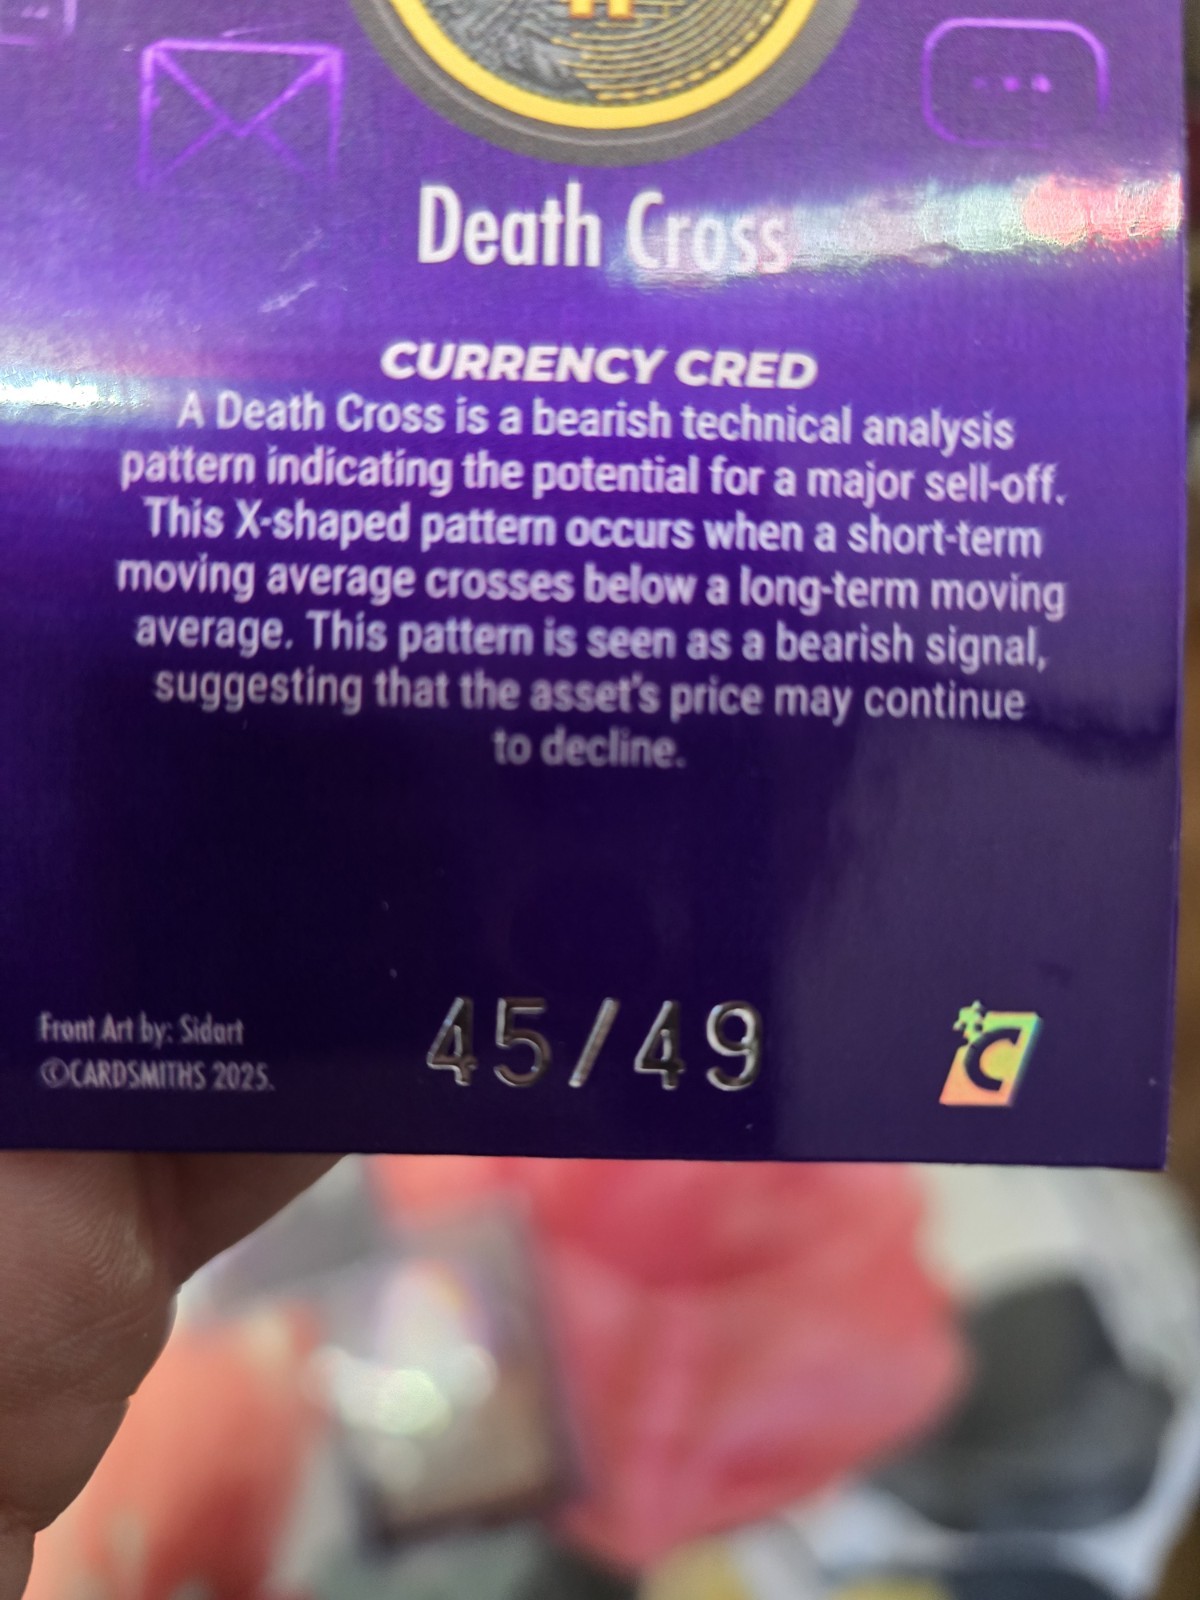 Death Cross
CURRENCY CRED
A Death Cross is a bearish technical analysis
pattern indicating the potential for a major sell-off.
This X-shaped pattern occurs when a short-term
moving average crosses below a long-term moving
average. This pattern is seen as a bearish signal,
suggesting that the asset's price may continue
to decline.
Front Art by: Sidart
©CARDSMITHS 2025.
45/49
C